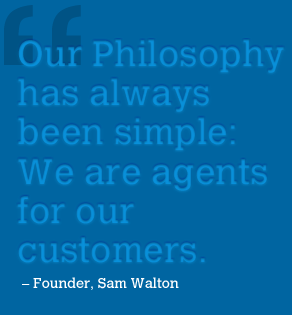 Our Philosophy
has always
been simple:
We are agents
for our
customers.
– Founder, Sam Walton